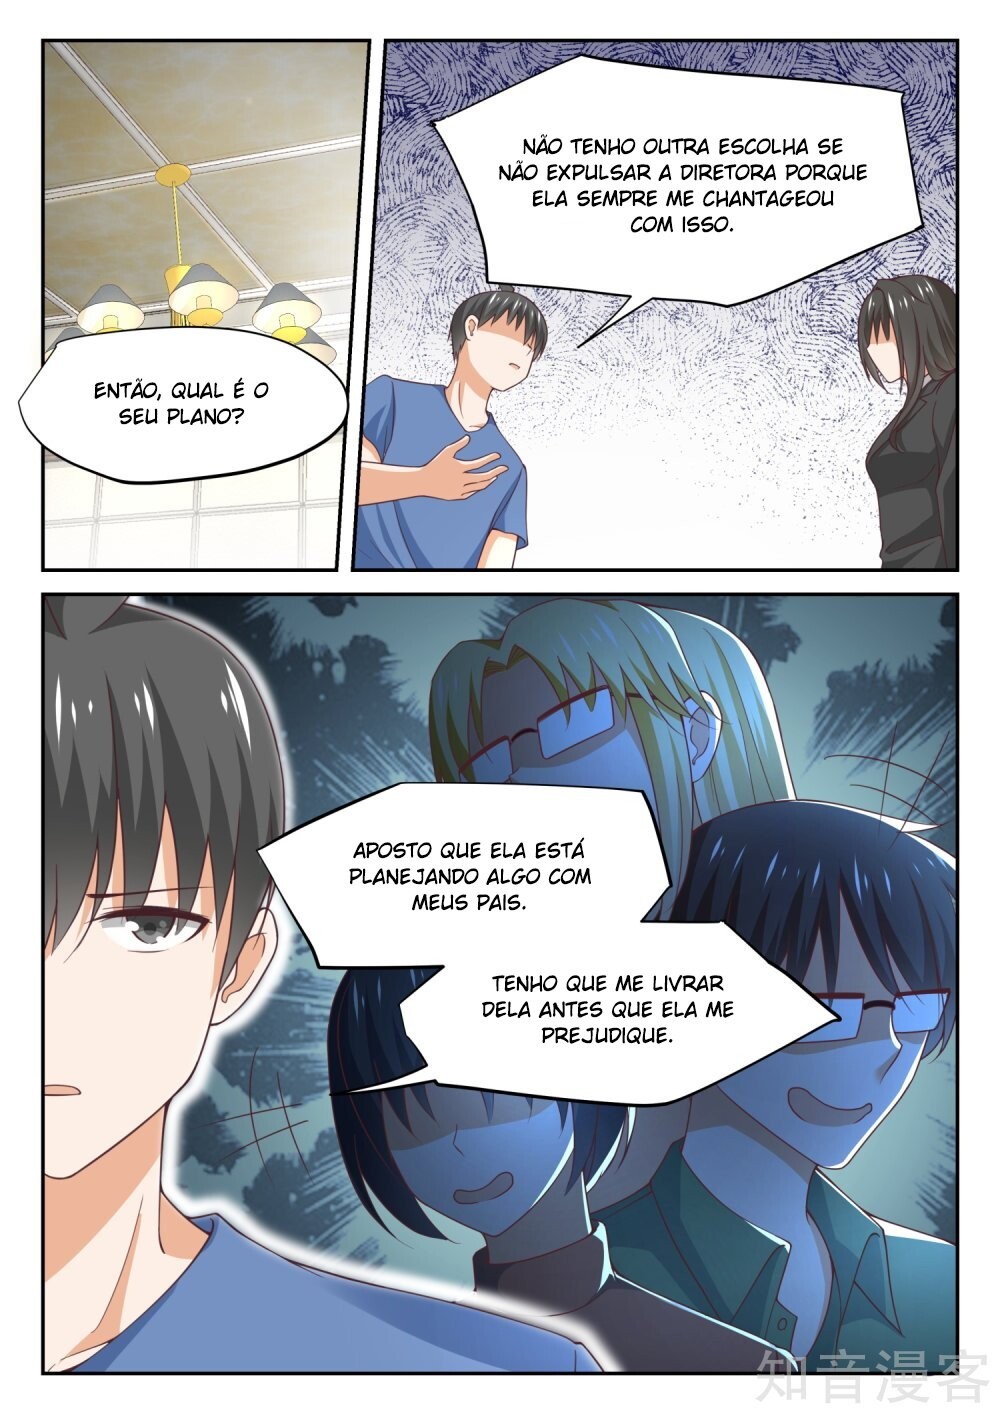 ENTÃO, QUAL É O
SEU PLANO?
NÃO TENHO OUTRA ESCOLHA SE
NÃO EXPULSAR A DIRETORA PORQUE
ELA SEMPRE ME CHANTAGEOU
COM ISSO.
APOSTO QUE ELA ESTÁ
PLANEJANDO ALGO COM
MEUS PAIS.
TENHO QUE ME LIVRAR
DELA ANTES QUE ELA ME
PREJUDIQUE.
知音漫客